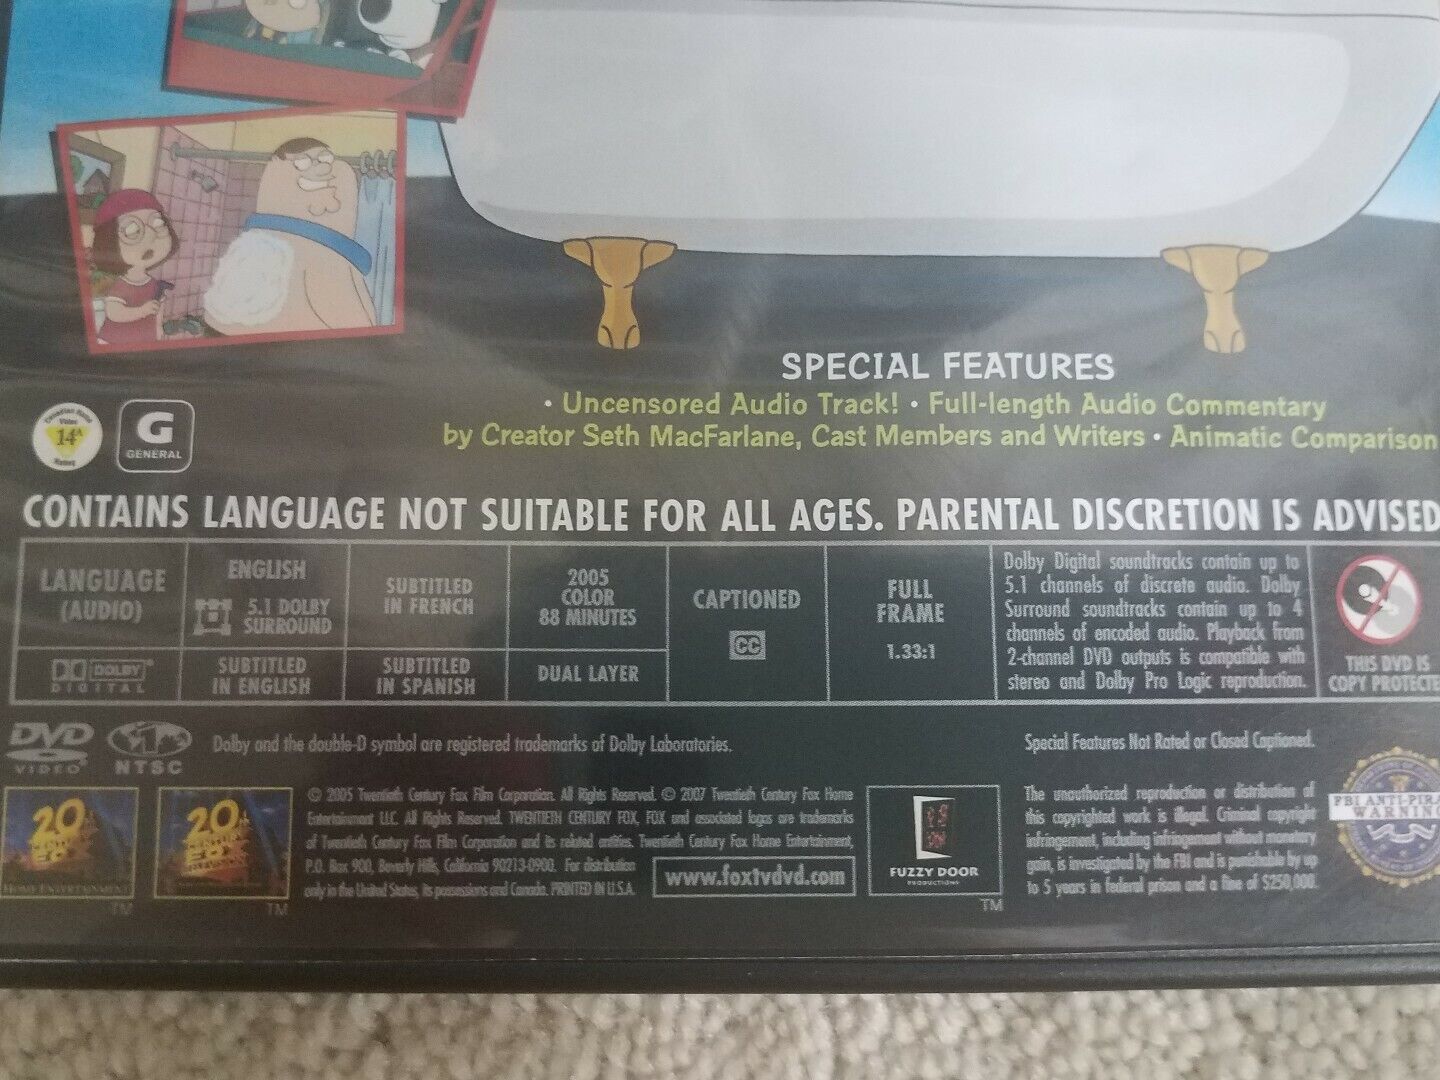 SPECIAL FEATURES
• Uncensored Audio Track! • Full-length Audio Commentary
by Creator Seth MacFarlane, Cast Members and Writers • Animatic Comparison
Canadian Home
Video
14A
Rated
G
GENERAL
CONTAINS LANGUAGE NOT SUITABLE FOR ALL AGES. PARENTAL DISCRETION IS ADVISED
LANGUAGE
(AUDIO)
ENGLISH
5.1 DOLBY
SURROUND
SUBTITLED
IN FRENCH
2005
COLOR
88 MINUTES
CAPTIONED
CC
FULL
FRAME
1.33:1
Dolby Digital soundtracks contain up to
5.1 channels of discrete audio. Dolby
Surround soundtracks contain up to 4
channels of encoded audio. Playback from
2-channel DVD outputs is compatible with
stereo and Dolby Pro Logic reproduction.
THIS DVD IS
COPY PROTECTE
DOLBY
DIGITAL
SUBTITLED
IN ENGLISH
SUBTITLED
IN SPANISH
DUAL LAYER
DVD
VIDEO
NTSC
Dolby and the double-D symbol are registered trademarks of Dolby Laboratories.
Special Features Not Rated or Closed Captioned.
20
HOME ENTERTAINMENT
TM
20
TM
© 2005 Twentieth Century Fox Film Corporation. All Rights Reserved. © 2007 Twentieth Century Fox Home
Entertainment LLC. All Rights Reserved. TWENTIETH CENTURY FOX, FOX and associated logos are trademarks
of Twentieth Century Fox Film Corporation and its related entities. Twentieth Century Fox Home Entertainment,
P.O. Box 900, Beverly Hills, California 90213-0900. For distribution
only in the United States, its possessions and Canada. PRINTED IN U.S.A.
www.foxtvdvd.com
FUZZY DOOR
PRODUCTIONS
TM
The unauthorized reproduction or distribution of
this copyrighted work is illegal. Criminal copyright
infringement, including infringement without monetary
gain, is investigated by the FBI and is punishable by up
to 5 years in federal prison and a fine of $250,000.
FBI ANTI-PIRA
WARNIN